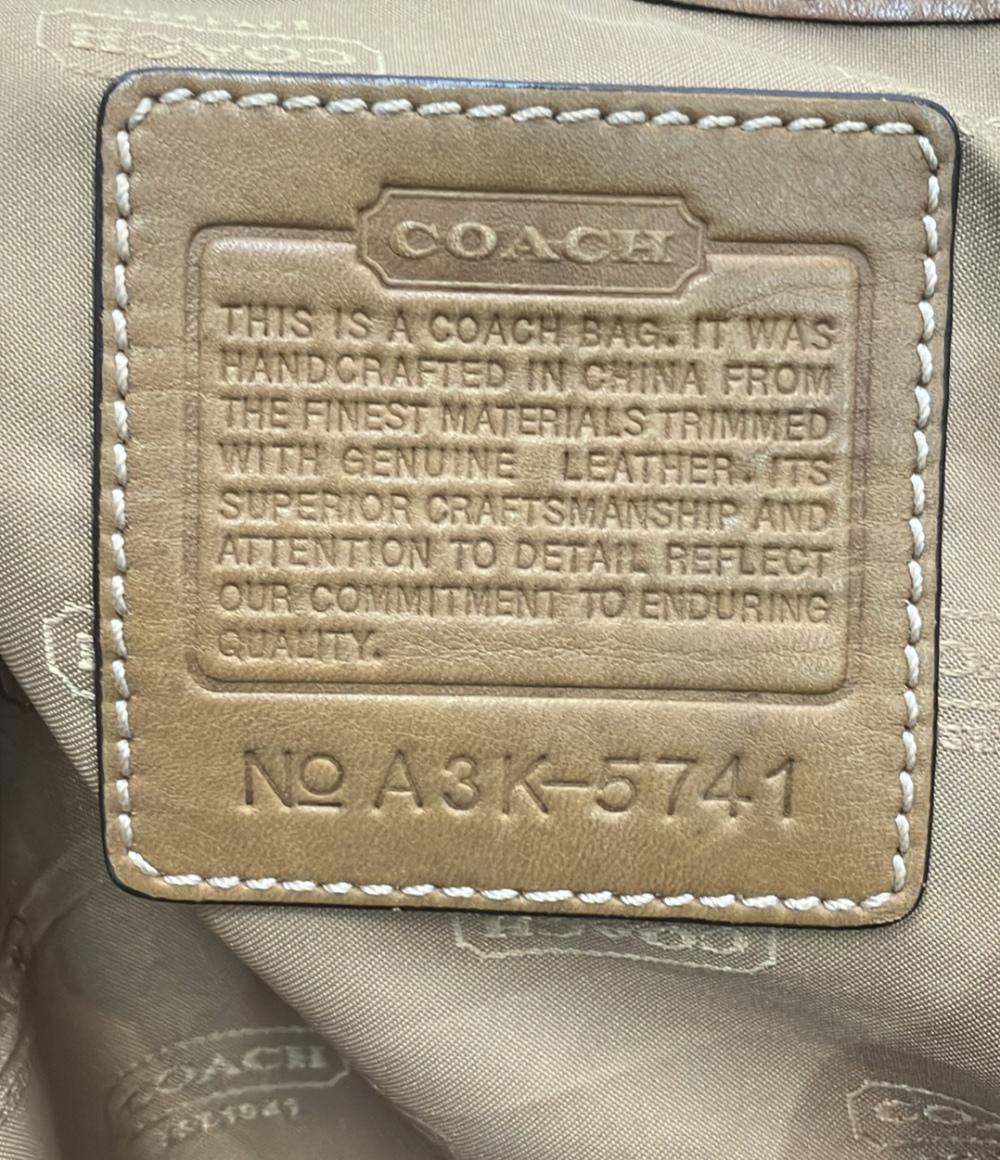 COACH
COACH
THIS IS A COACH BAG. IT WAS
HANDCRAFTED IN CHINA FROM
THE FINEST MATERIALS TRIMMED
WITH GENUINE LEATHER. ITS
SUPERIOR CRAFTSMANSHIP AND
ATTENTION TO DETAIL REFLECT
OUR COMMITMENT TO ENDURING
QUALITY.
No A3K-5741
COACH
COACH